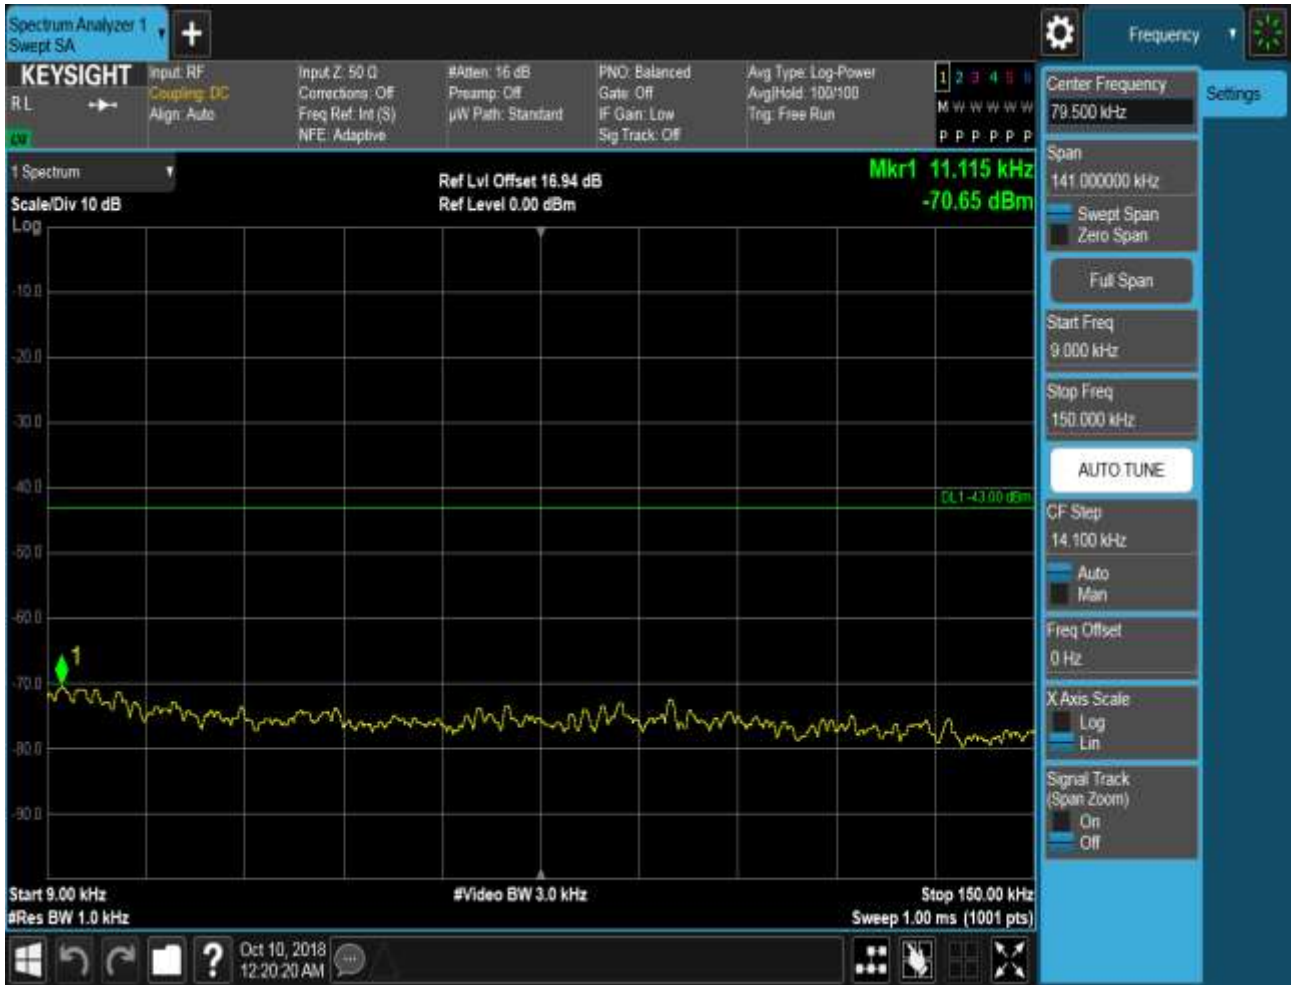 Spectrum Analyzer 1
Swept SA
Frequency
KEYSIGHT
RL
Input: RF
Coupling: DC
Align: Auto
Input Z: 50 Ω
Corrections: Off
Freq Ref: Int (S)
NFE: Adaptive
#Atten: 16 dB
Preamp: Off
µW Path: Standard
PNO: Balanced
Gate: Off
IF Gain: Low
Sig Track: Off
Avg Type: Log-Power
Avg|Hold: 100/100
Trig: Free Run
1 2 3 4 5 6
M W W W W W
P P P P P P
1 Spectrum
Scale/Div 10 dB
Log
Ref Lvl Offset 16.94 dB
Ref Level 0.00 dBm
Mkr1 11.115 kHz
-70.65 dBm
-10.0
-20.0
-30.0
-40.0
DL1 -43.00 dBm
-50.0
-60.0
1
-70.0
-80.0
-90.0
Start 9.00 kHz
#Res BW 1.0 kHz
#Video BW 3.0 kHz
Stop 150.00 kHz
Sweep 1.00 ms (1001 pts)
Center Frequency
79.500 kHz
Settings
Span
141.000000 kHz
Swept Span
Zero Span
Full Span
Start Freq
9.000 kHz
Stop Freq
150.000 kHz
AUTO TUNE
CF Step
14.100 kHz
Auto
Man
Freq Offset
0 Hz
X Axis Scale
Log
Lin
Signal Track
(Span Zoom)
On
Off
?
Oct 10, 2018
12:20:20 AM